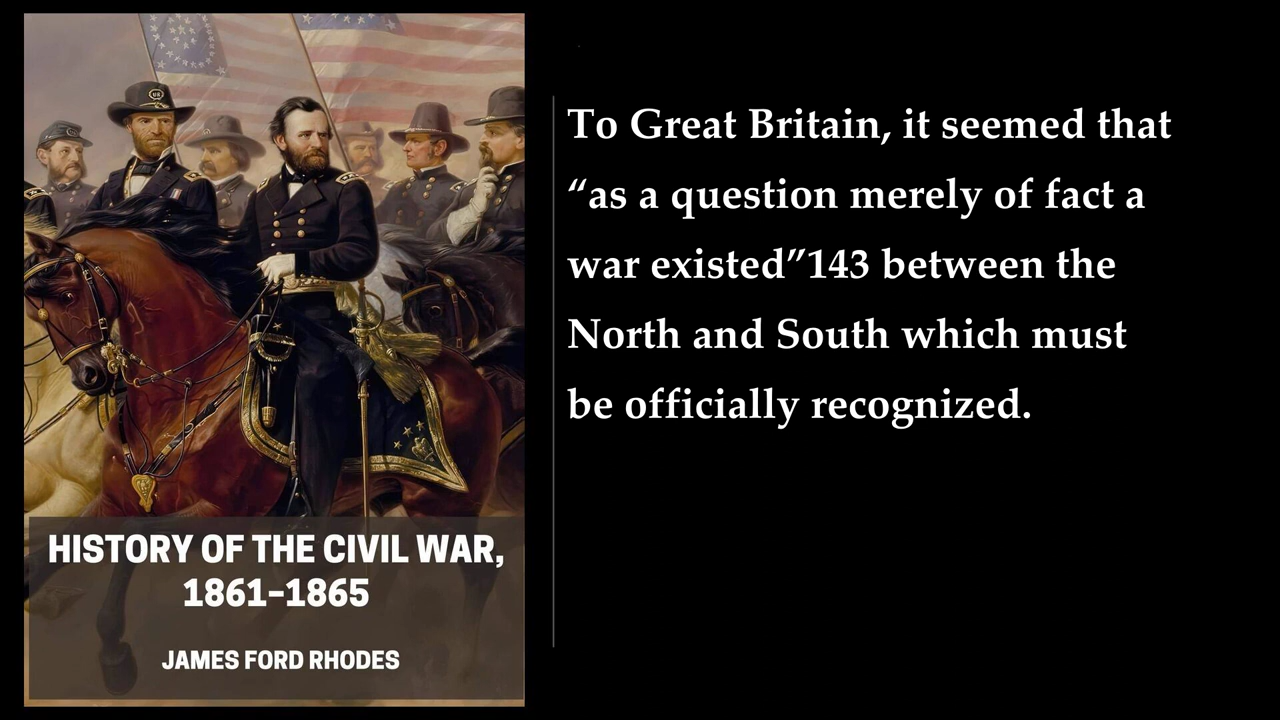 To Great Britain, it seemed that
“as a question merely of fact a
war existed”143 between the
North and South which must
be officially recognized.
HISTORY OF THE CIVIL WAR,
1861–1865
JAMES FORD RHODES